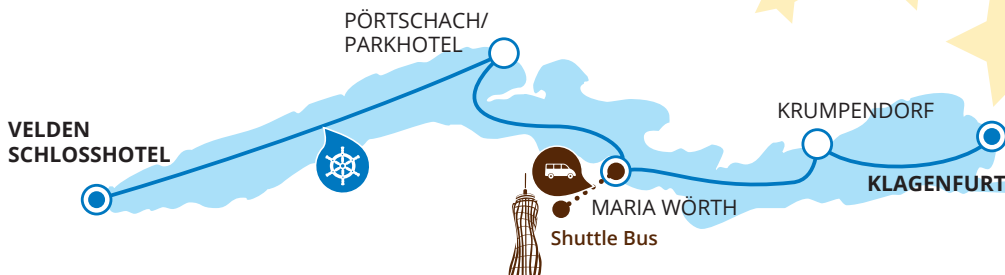 PÖRTSCHACH/
PARKHOTEL
VELDEN
SCHLOSSHOTEL
KRUMPENDORF
KLAGENFURT
MARIA WÖRTH
Shuttle Bus